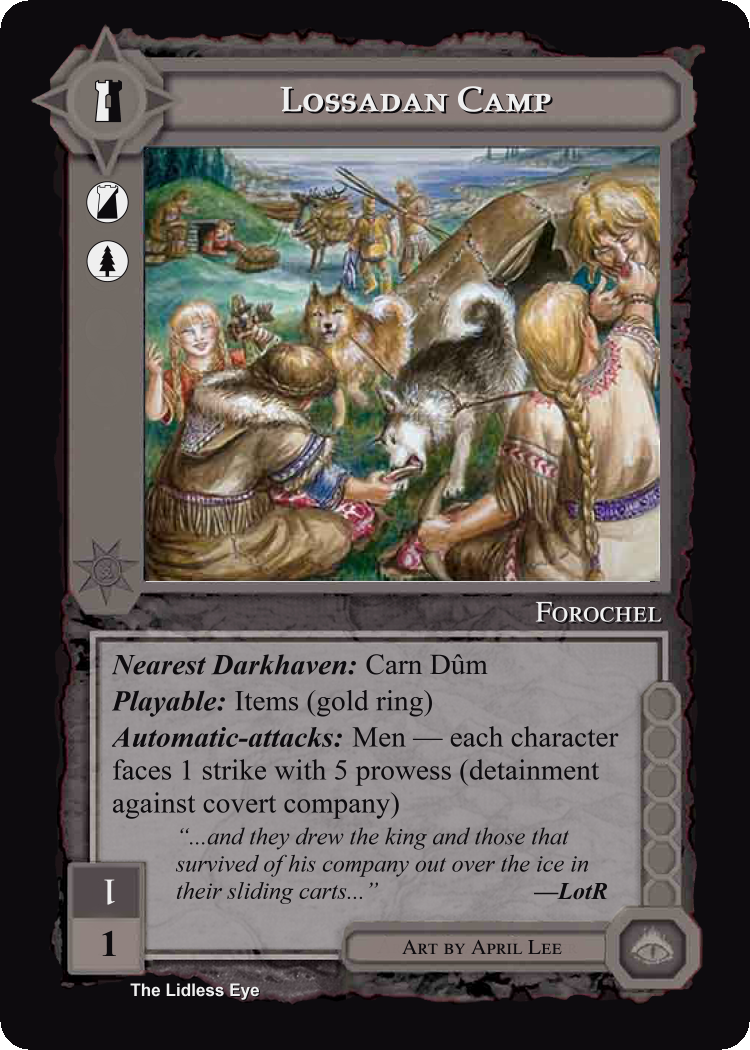 Lossadan Camp
Forochel
Nearest Darkhaven: Carn Dûm
Playable: Items (gold ring)
Automatic-attacks: Men — each character
faces 1 strike with 5 prowess (detainment
against covert company)
“...and they drew the king and those that
survived of his company out over the ice in
their sliding carts...” —LotR
1
1
Art by April Lee
The Lidless Eye